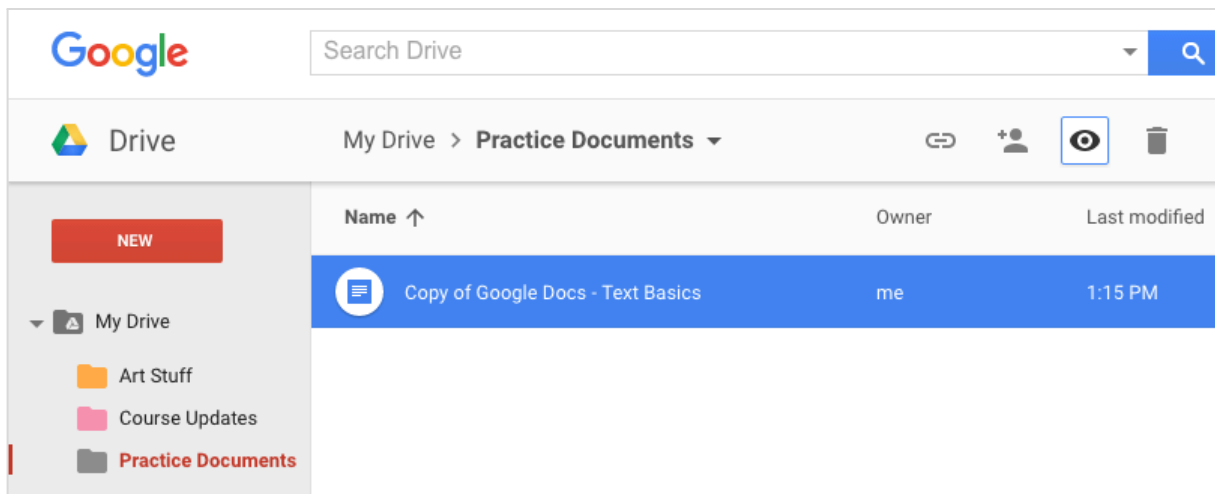 Google
Search Drive
Drive
My Drive > Practice Documents
NEW
Name ↑ Owner Last modified
Copy of Google Docs - Text Basics me 1:15 PM
My Drive
Art Stuff
Course Updates
Practice Documents